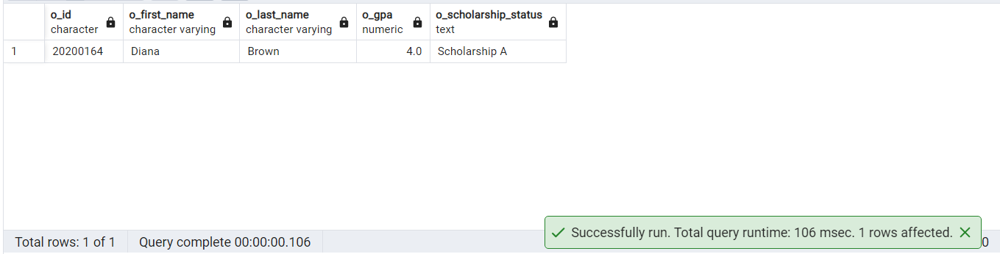 o_id o_first_name o_last_name o_gpa o_scholarship_status
character character varying character varying numeric text
1 20200164 Diana Brown 4.0 Scholarship A
Successfully run. Total query runtime: 106 msec. 1 rows affected.
Total rows: 1 of 1 Query complete 00:00:00.106 0